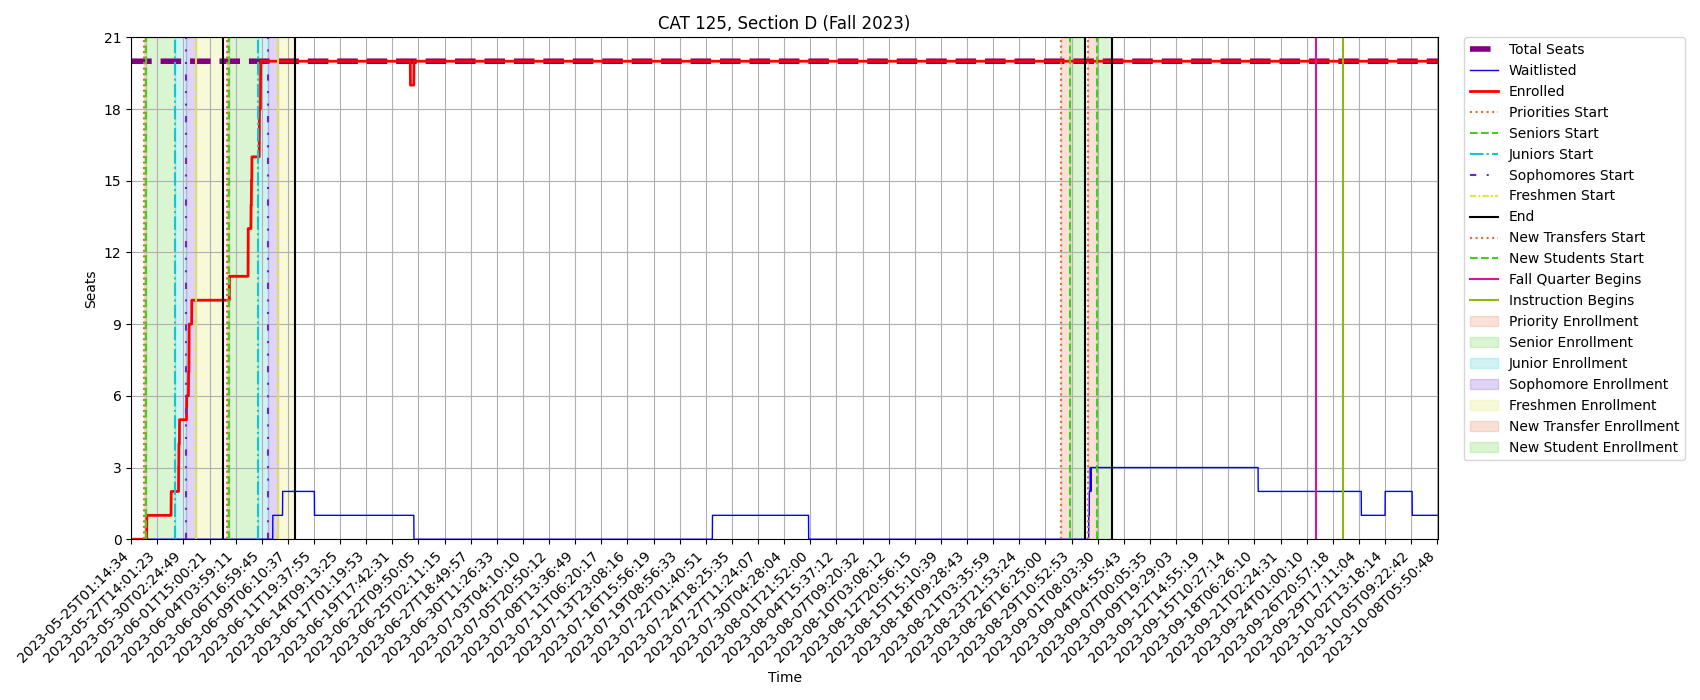 CAT 125, Section D (Fall 2023)
21
18
15
12
9
6
3
0
Seats
2023-05-25T01:14:34
2023-05-27T14:01:23
2023-05-30T02:24:49
2023-06-01T15:00:21
2023-06-04T03:59:11
2023-06-06T16:59:45
2023-06-09T06:10:37
2023-06-11T19:37:55
2023-06-14T09:13:25
2023-06-17T01:19:53
2023-06-19T17:42:31
2023-06-22T09:50:05
2023-06-25T02:11:15
2023-06-27T18:49:57
2023-06-30T11:26:33
2023-07-03T04:10:10
2023-07-05T20:50:12
2023-07-08T13:36:49
2023-07-11T06:20:17
2023-07-13T23:08:16
2023-07-16T15:56:19
2023-07-19T08:56:33
2023-07-22T01:40:51
2023-07-24T18:25:35
2023-07-27T11:24:07
2023-07-30T04:28:04
2023-08-01T21:52:00
2023-08-04T15:37:12
2023-08-07T09:20:32
2023-08-10T03:08:12
2023-08-12T20:56:15
2023-08-15T15:10:39
2023-08-18T09:28:43
2023-08-21T03:35:59
2023-08-23T21:53:24
2023-08-26T16:25:00
2023-08-29T10:52:53
2023-09-01T08:03:30
2023-09-04T04:55:43
2023-09-07T00:05:35
2023-09-09T19:29:03
2023-09-12T14:55:19
2023-09-15T10:27:14
2023-09-18T06:26:10
2023-09-21T02:24:31
2023-09-24T01:00:10
2023-09-26T20:57:18
2023-09-29T17:11:04
2023-10-02T13:18:14
2023-10-05T09:22:42
2023-10-08T05:50:48
Time
Total Seats
Waitlisted
Enrolled
Priorities Start
Seniors Start
Juniors Start
Sophomores Start
Freshmen Start
End
New Transfers Start
New Students Start
Fall Quarter Begins
Instruction Begins
Priority Enrollment
Senior Enrollment
Junior Enrollment
Sophomore Enrollment
Freshmen Enrollment
New Transfer Enrollment
New Student Enrollment